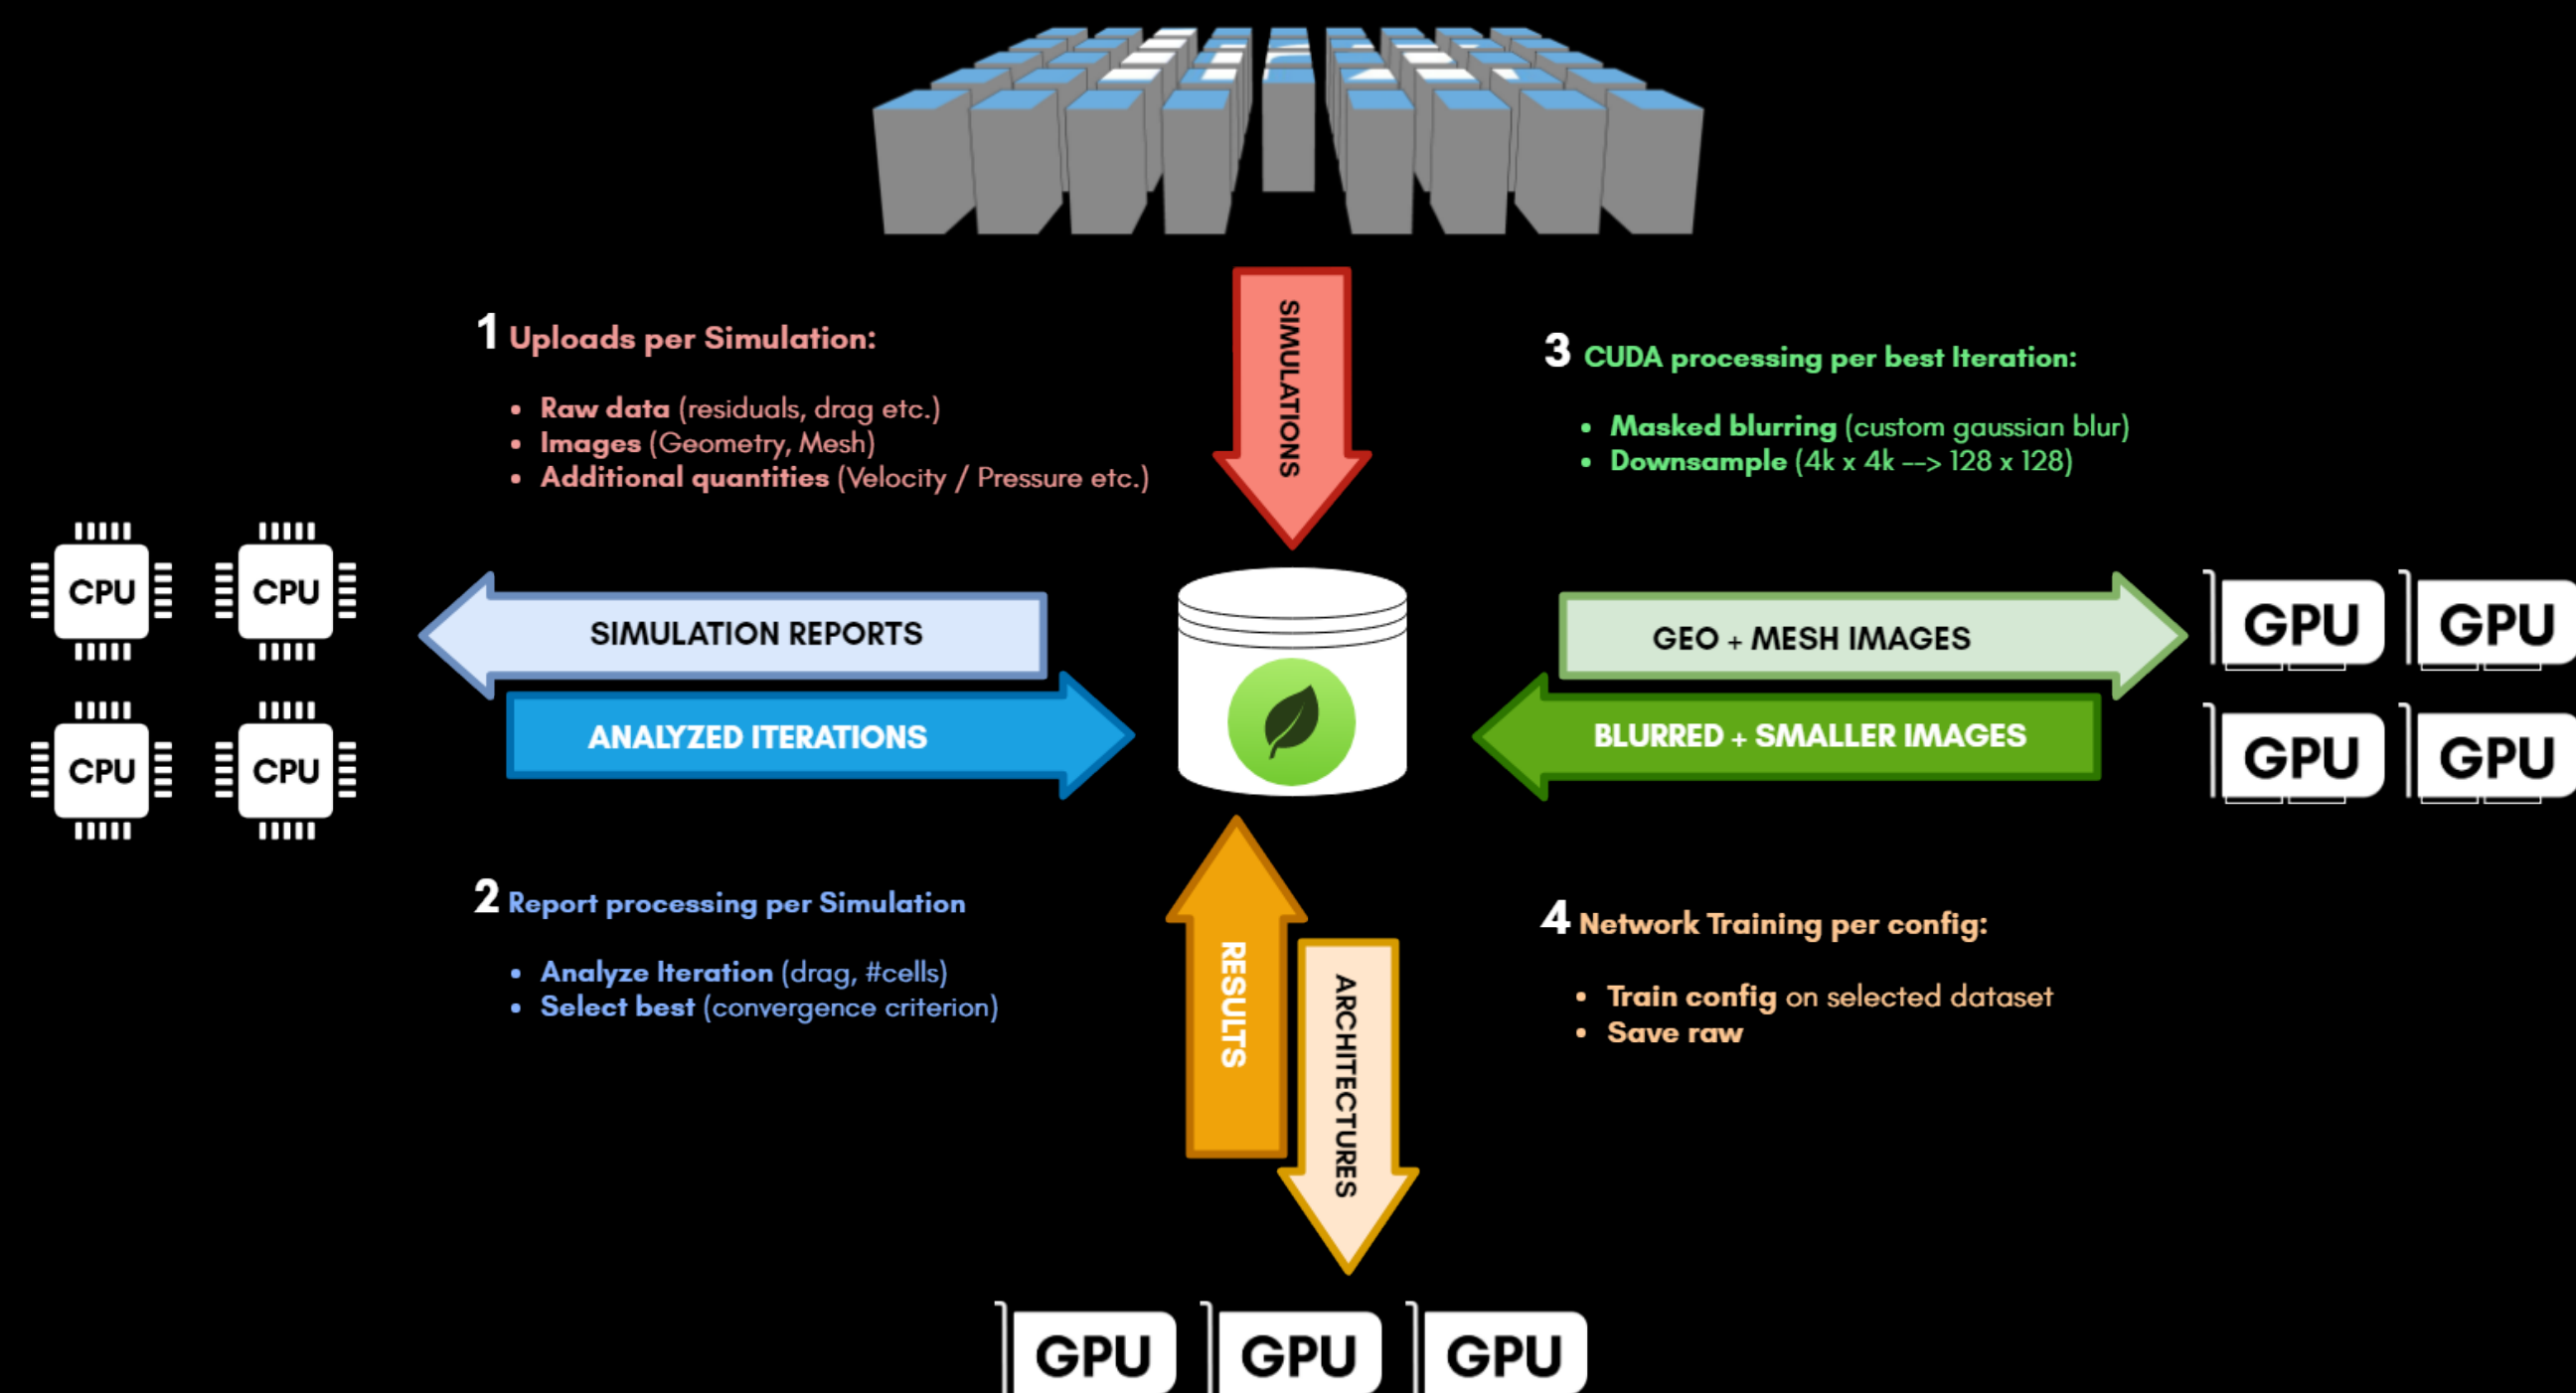 SIMULATIONS
1 Uploads per Simulation:
• Raw data (residuals, drag etc.)
• Images (Geometry, Mesh)
• Additional quantities (Velocity / Pressure etc.)
3 CUDA processing per best Iteration:
• Masked blurring (custom gaussian blur)
• Downsample (4k x 4k --> 128 x 128)
CPU
CPU
CPU
CPU
SIMULATION REPORTS
ANALYZED ITERATIONS
GEO + MESH IMAGES
BLURRED + SMALLER IMAGES
GPU
GPU
GPU
GPU
2 Report processing per Simulation
• Analyze Iteration (drag, #cells)
• Select best (convergence criterion)
RESULTS
ARCHITECTURES
4 Network Training per config:
• Train config on selected dataset
• Save raw
GPU
GPU
GPU